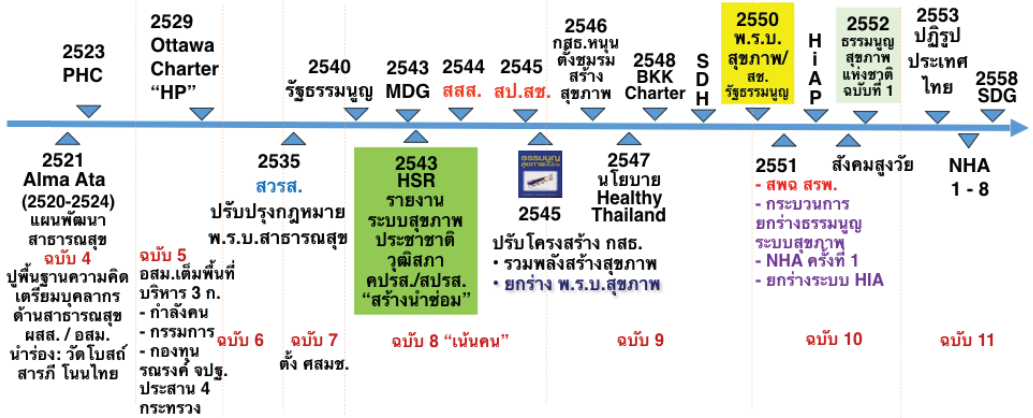 2523
PHC
2529
Ottawa
Charter
“HP”
2540
รัฐธรรมนูญ
2543
MDG
2544
สสส.
2545
สป.สช.
2546
กสธ.หนุน
ตั้งชมรม
สร้าง
สุขภาพ
2548
BKK
Charter
S
D
H
2550
พ.ร.บ.
สุขภาพ/
สช.
รัฐธรรมนูญ
H
i
A
P
2552
ธรรมนูญ
สุขภาพ
แห่งชาติ
ฉบับที่ 1
2553
ปฏิรูป
ประเทศ
ไทย
2558
SDG
2521
Alma Ata
(2520-2524)
แผนพัฒนา
สาธารณสุข
ฉบับ 4
ปูพื้นฐานความคิด
เตรียมบุคลากร
ด้านสาธารณสุข
ผสส. / อสม.
นำร่อง: วัดโบสถ์
สารภี โนนไทย
ฉบับ 5
อสม.เต็มพื้นที่
บริหาร 3 ก.
- กำลังคน
- กรรมการ
- กองทุน
รณรงค์ จปฐ.
ประสาน 4
กระทรวง
2535
สวรส.
ปรับปรุงกฎหมาย
พ.ร.บ.สาธารณสุข
ฉบับ 6
ฉบับ 7
ตั้ง ศสมช.
2543
HSR
รายงาน
ระบบสุขภาพ
ประชาชาติ
วุฒิสภา
คปรส./สปรส.
“สร้างนำซ่อม”
ฉบับ 8 “เน้นคน”
ธรรมนูญ
2545
ปรับโครงสร้าง กสธ.
• รวมพลังสร้างสุขภาพ
• ยกร่าง พ.ร.บ.สุขภาพ
2547
นโยบาย
Healthy
Thailand
ฉบับ 9
2551
- สพฉ สรพ.
- กระบวนการ
ยกร่างธรรมนูญ
ระบบสุขภาพ
- NHA ครั้งที่ 1
- ยกร่างระบบ HIA
ฉบับ 10
สังคมสูงวัย
NHA
1 - 8
ฉบับ 11